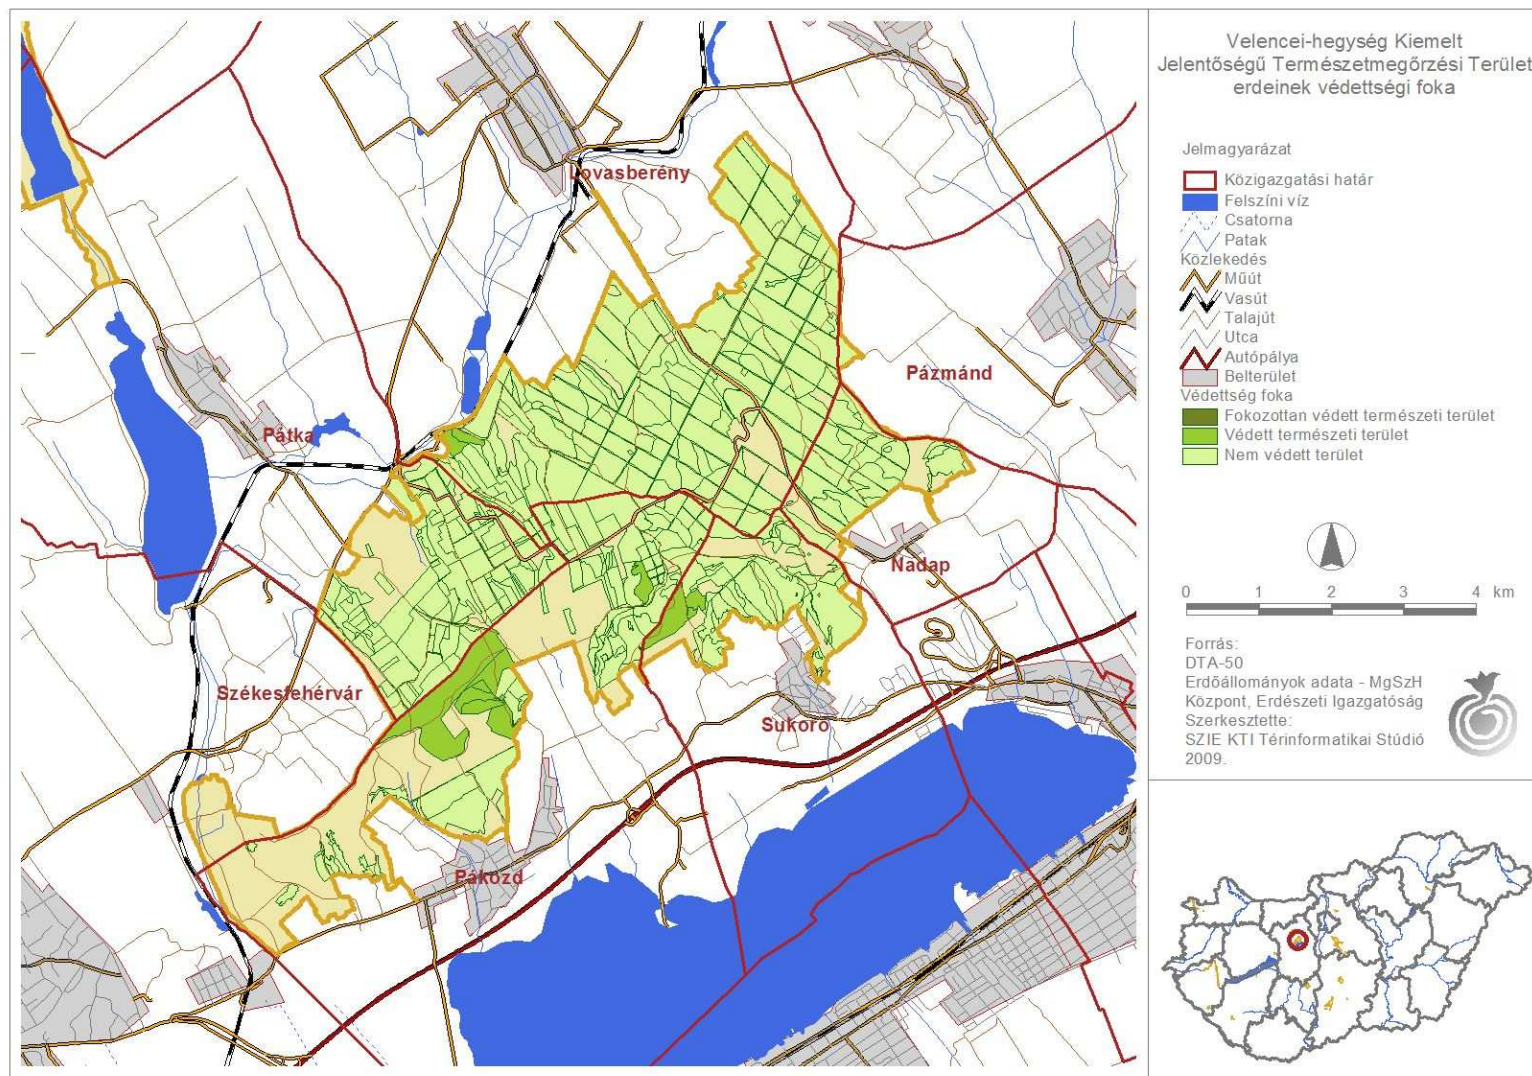 Velencei-hegység Kiemelt
Jelentőségű Természetmegőrzési Terület
erdeinek védettségi foka
Jelmagyarázat
Közigazgatási határ
Felszíni víz
Csatorna
Patak
Közlekedés
Műút
Vasút
Talajút
Utca
Autópálya
Belterület
Védettség foka
Fokozottan védett természeti terület
Védett természeti terület
Nem védett terület
0 1 2 3 4 km
Forrás:
DTA-50
Erdőállományok adata - MgSzH
Központ, Erdészeti Igazgatóság
Szerkesztette:
SZIE KTI Térinformatikai Stúdió
2009.
Lovasberény
Pázmánd
Pátka
Nadap
Székesfehérvár
Sukoró
Pákozd